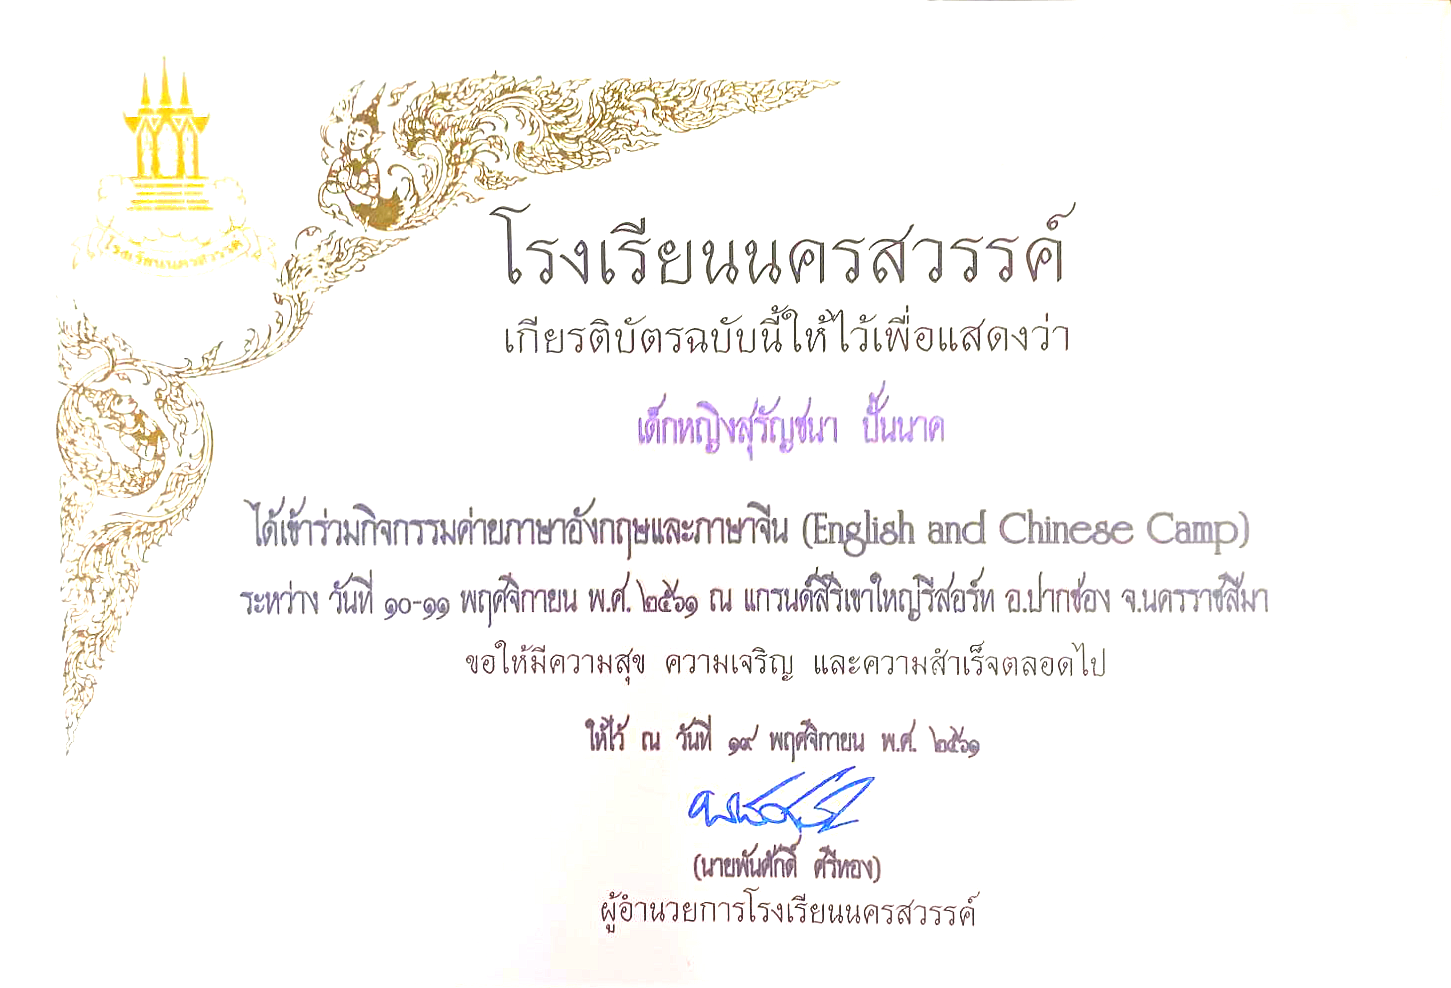 โรงเรียนนครสวรรค์
โรงเรียนนครสวรรค์
เกียรติบัตรฉบับนี้ให้ไว้เพื่อแสดงว่า
เด็กหญิงสุรัญชนา ปั้นนาค
ได้เข้าร่วมกิจกรรมค่ายภาษาอังกฤษและภาษาจีน (English and Chinese Camp)
ระหว่าง วันที่ ๑๐-๑๑ พฤศจิกายน พ.ศ. ๒๕๖๑ ณ แกรนด์สิริเขาใหญ่รีสอร์ท อ.ปากช่อง จ.นครราชสีมา
ขอให้มีความสุข ความเจริญ และความสำเร็จตลอดไป
ให้ไว้ ณ วันที่ ๑๙ พฤศจิกายน พ.ศ. ๒๕๖๑
(นายพันศักดิ์ ศรีทอง)
ผู้อำนวยการโรงเรียนนครสวรรค์